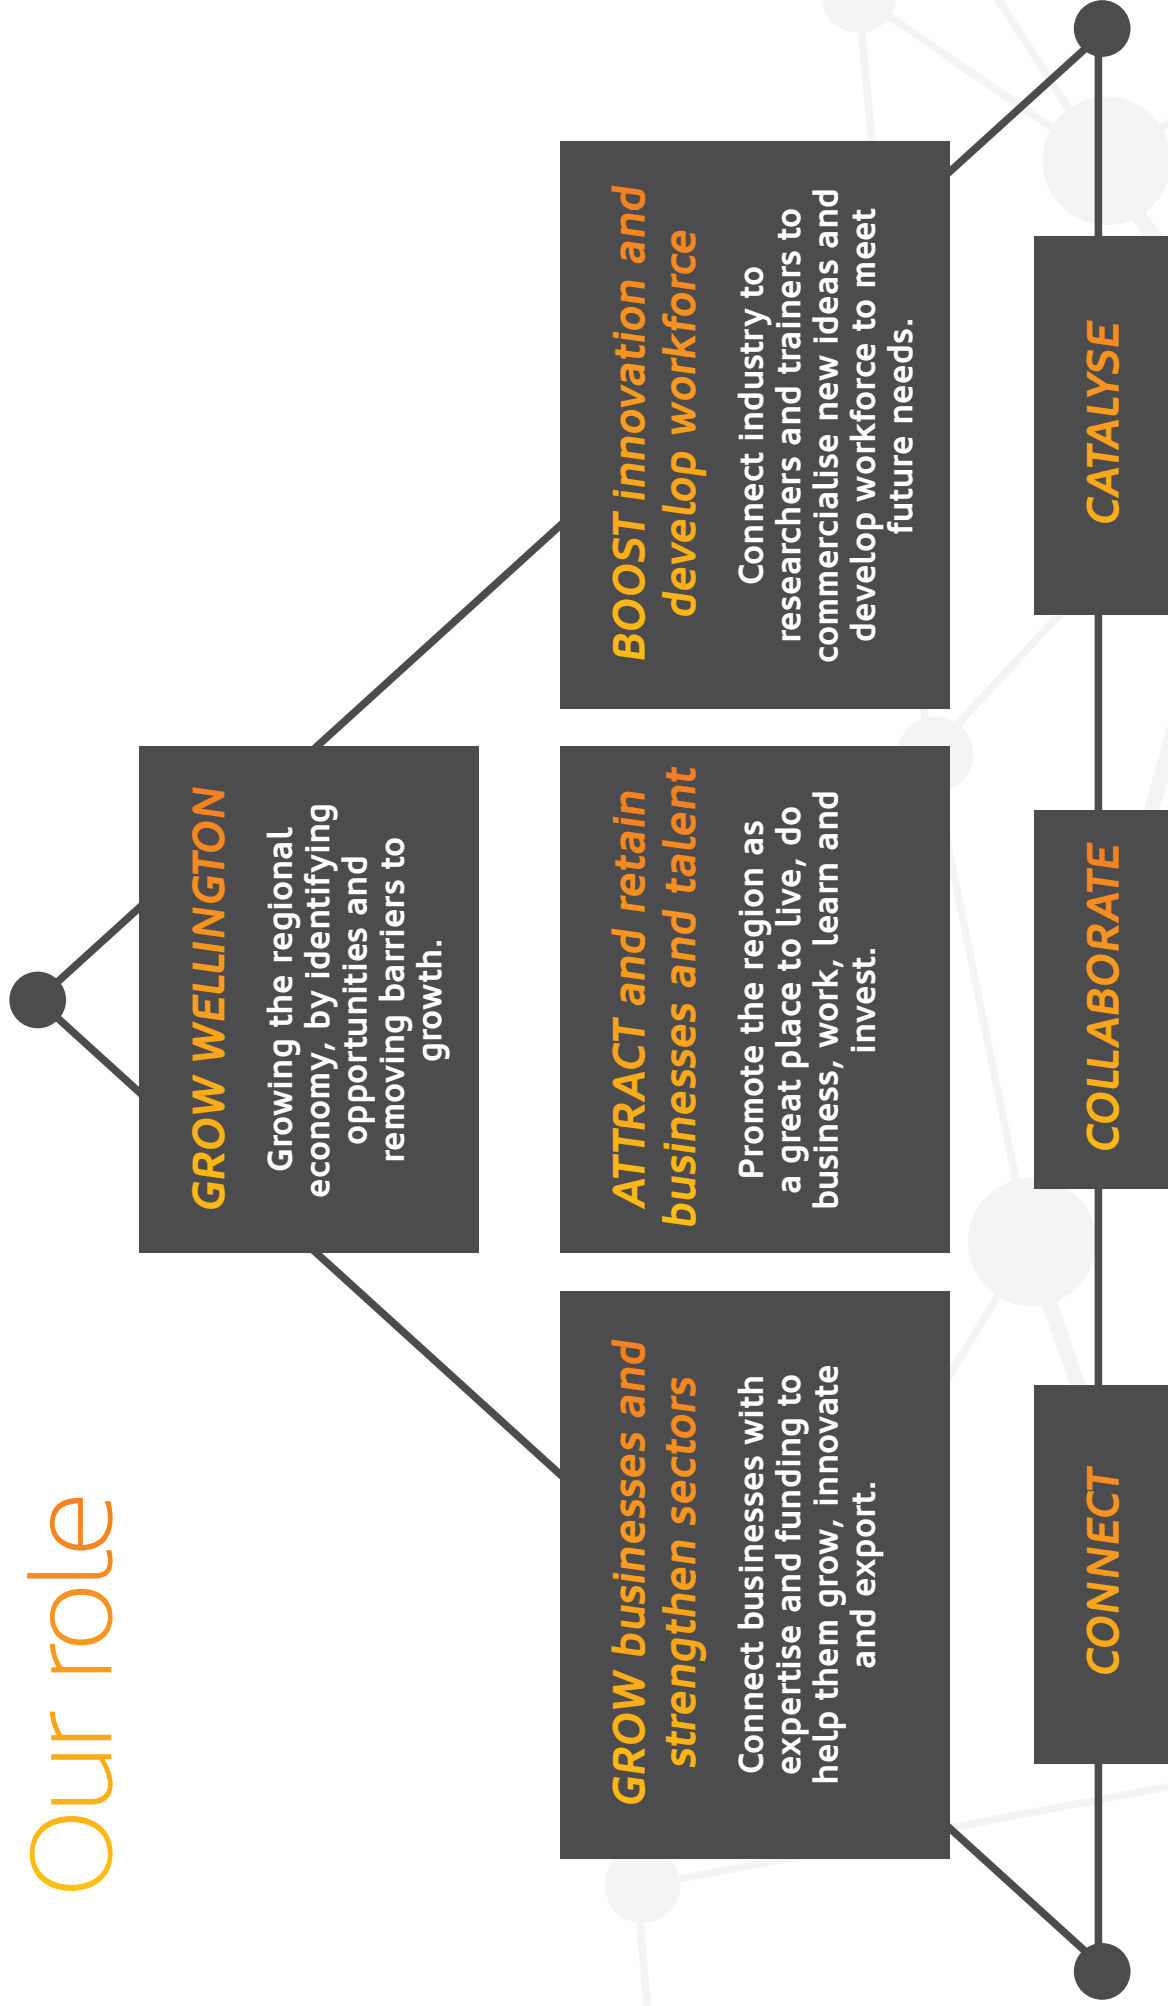 Our role
GROW WELLINGTON
Growing the regional
economy, by identifying
opportunities and
removing barriers to
growth.
GROW businesses and
strengthen sectors
Connect businesses with
expertise and funding to
help them grow, innovate
and export.
ATTRACT and retain
businesses and talent
Promote the region as
a great place to live, do
business, work, learn and
invest.
BOOST innovation and
develop workforce
Connect industry to
researchers and trainers to
commercialise new ideas and
develop workforce to meet
future needs.
CONNECT
COLLABORATE
CATALYSE